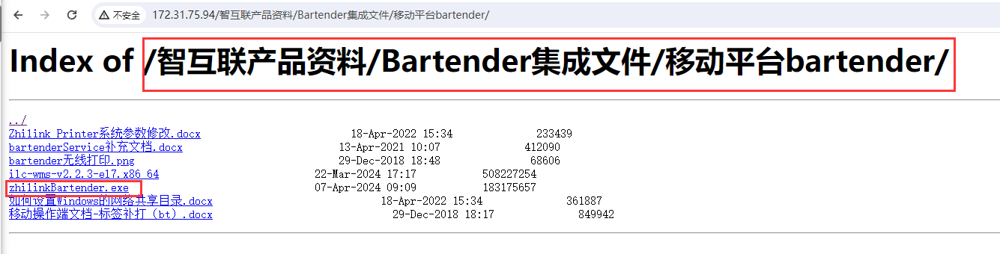 不安全 172.31.75.94/智互联产品资料/Bartender集成文件/移动平台bartender/
Index of /智互联产品资料/Bartender集成文件/移动平台bartender/
../
Zhilink Printer系统参数修改.docx 18-Apr-2022 15:34 233439
bartenderService补充文档.docx 13-Apr-2021 10:07 412090
bartender无线打印.png 29-Dec-2018 18:48 68606
ilc-wms-v2.2.3-e17.x86_64 22-Mar-2024 17:17 508227254
zhilinkBartender.exe 07-Apr-2024 09:09 183175657
如何设置Windows的网络共享目录.docx 18-Apr-2022 15:34 361887
移动操作端文档-标签补打（bt）.docx 29-Dec-2018 18:17 849942